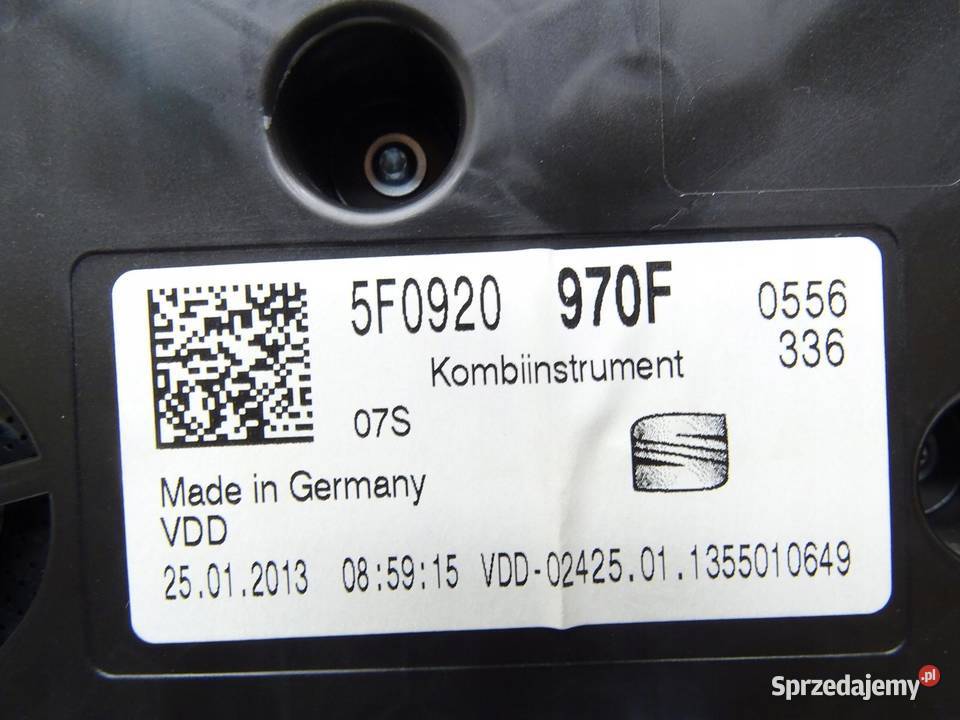 5F0920 970F 0556
336
Kombiinstrument
07S
Made in Germany
VDD
25.01.2013 08:59:15 VDD-02425.01.1355010649
Sprzedajemy.pl